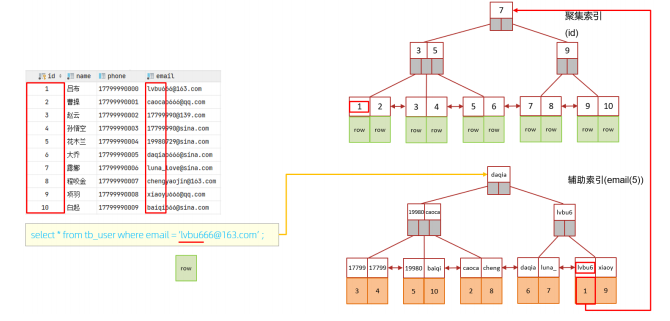 id name phone email
1 吕布 17799990000 lvbu666@163.com
2 曹操 17799990001 caocao666@qq.com
3 赵云 17799990002 17799990@139.com
4 孙悟空 17799990003 17799990@sina.com
5 花木兰 17799990004 19980729@sina.com
6 大乔 17799990005 daqiao666@sina.com
7 露娜 17799990006 luna_love@sina.com
8 程咬金 17799990007 chengyaojin@163.com
9 项羽 17799990008 xiaoyu666@qq.com
10 白起 17799990009 baiqi666@sina.com
select * from tb_user where email = 'lvbu666@163.com' ;
row
7
聚集索引
(id)
3 5
9
1 2 3 4 5 6 7 8 9 10
row row row row row row row row row row
daqia
辅助索引(email(5))
19980 caoca
lvbu6
17799 17799 19980 baiqi caoca cheng daqia luna_ lvbu6 xiaoy
3 4 5 10 2 8 6 7 1 9